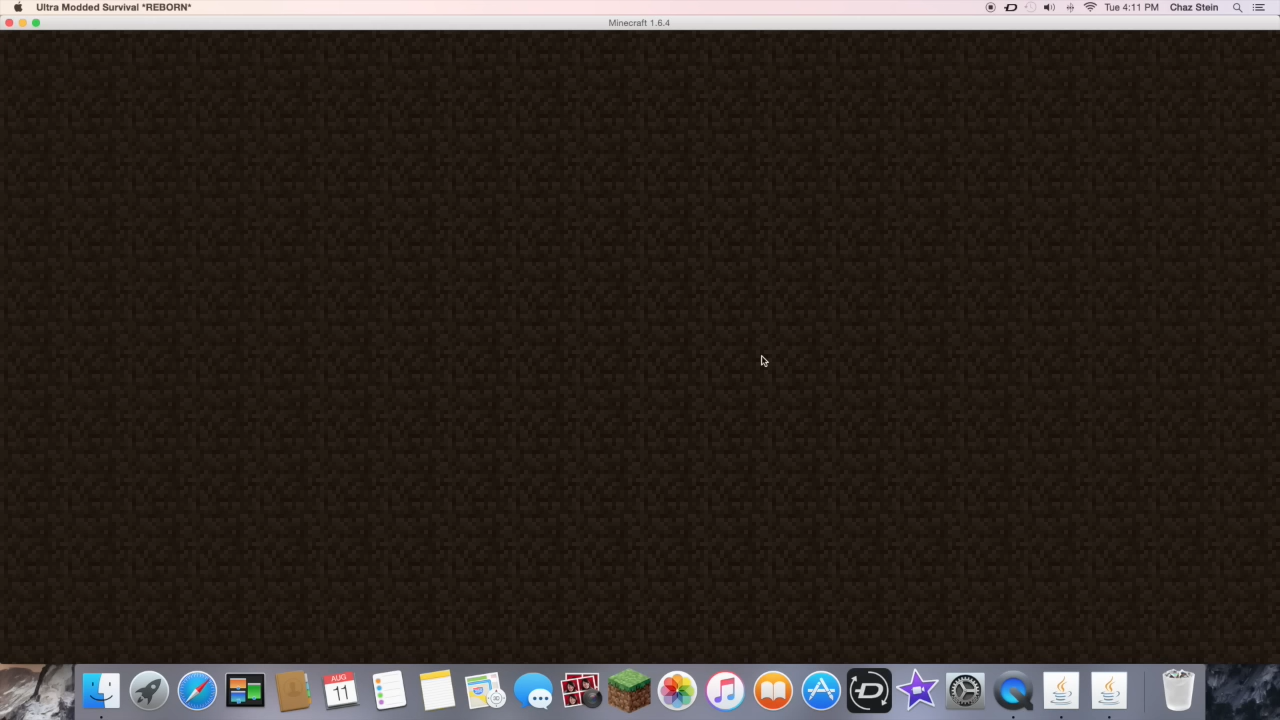 Ultra Modded Survival *REBORN*
Tue 4:11 PM
Chaz Stein
Minecraft 1.6.4
AUG
11